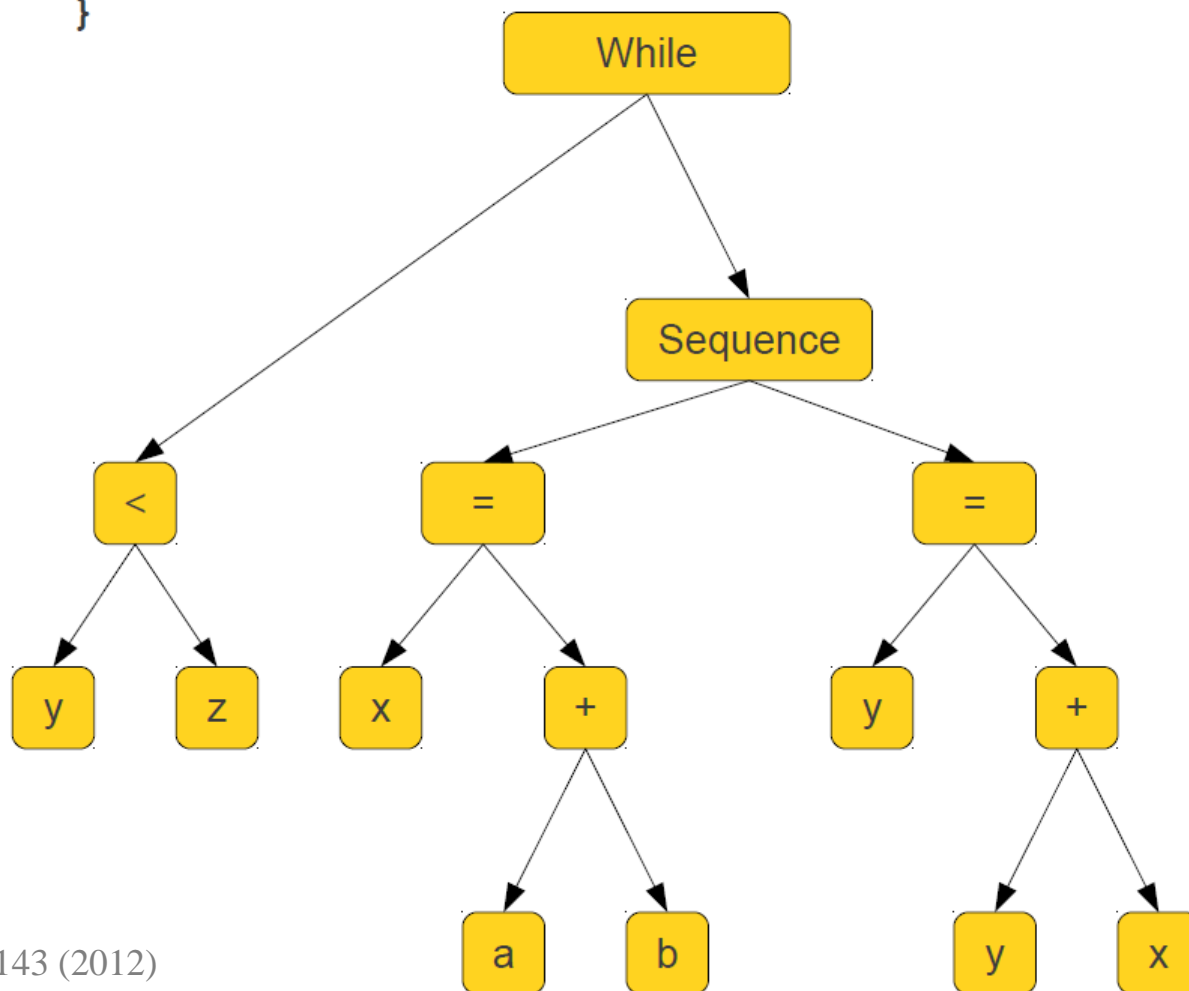 }
While
Sequence
< = =
y z x + y +
a b y x
143 (2012)